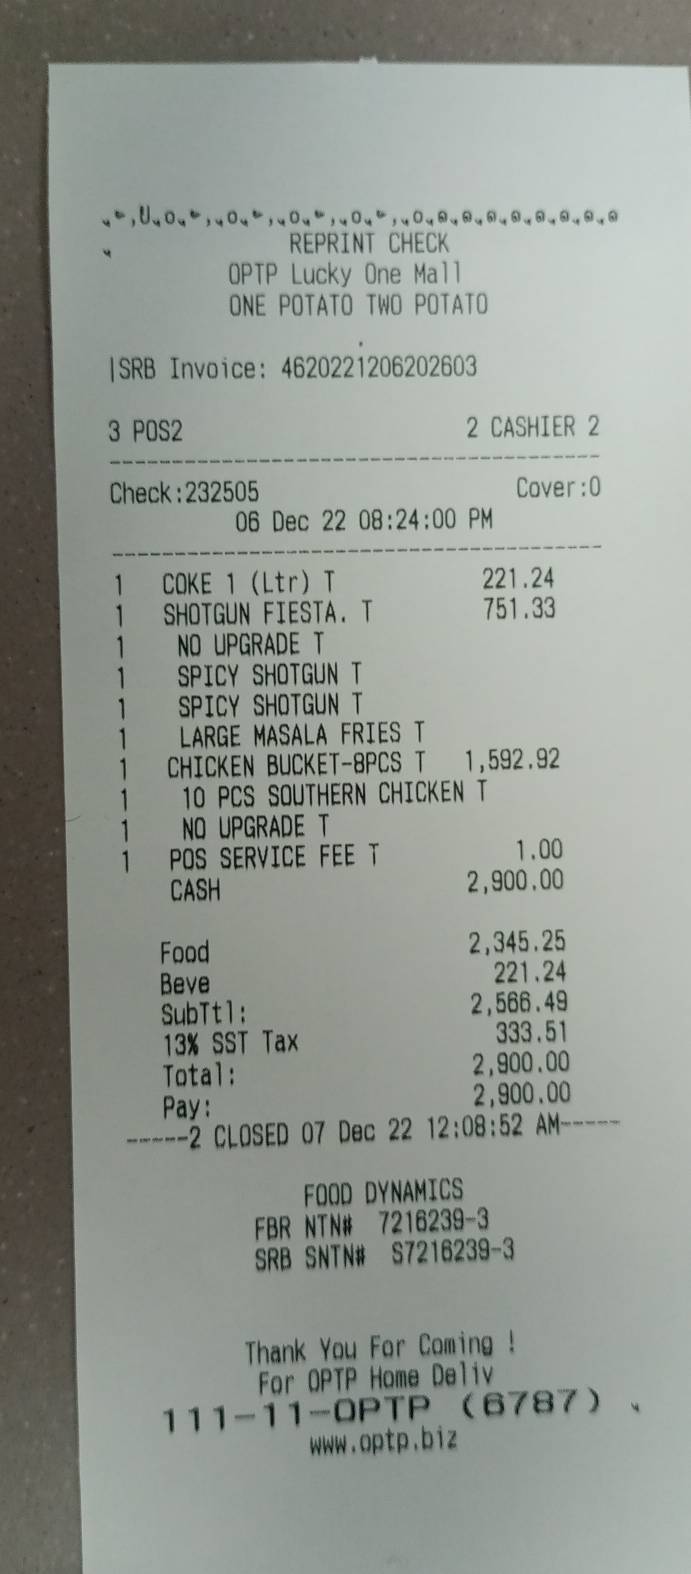 REPRINT CHECK
OPTP Lucky One Mall
ONE POTATO TWO POTATO
|SRB Invoice: 4620221206202603
3 POS2 2 CASHIER 2
Check:232505 Cover:0
06 Dec 22 08:24:00 PM
1 COKE 1 (Ltr) T 221.24
1 SHOTGUN FIESTA. T 751.33
1 NO UPGRADE T
1 SPICY SHOTGUN T
1 SPICY SHOTGUN T
1 LARGE MASALA FRIES T
1 CHICKEN BUCKET-8PCS T 1,592.92
1 10 PCS SOUTHERN CHICKEN T
1 NO UPGRADE T
1 POS SERVICE FEE T 1.00
CASH 2,900.00
Food 2,345.25
Beve 221.24
SubTtl: 2,566.49
13% SST Tax 333.51
Total: 2,900.00
Pay: 2,900.00
-----2 CLOSED 07 Dec 22 12:08:52 AM-----
FOOD DYNAMICS
FBR NTN# 7216239-3
SRB SNTN# S7216239-3
Thank You For Coming !
For OPTP Home Deliv
111-11-OPTP (6787)
www.optp.biz